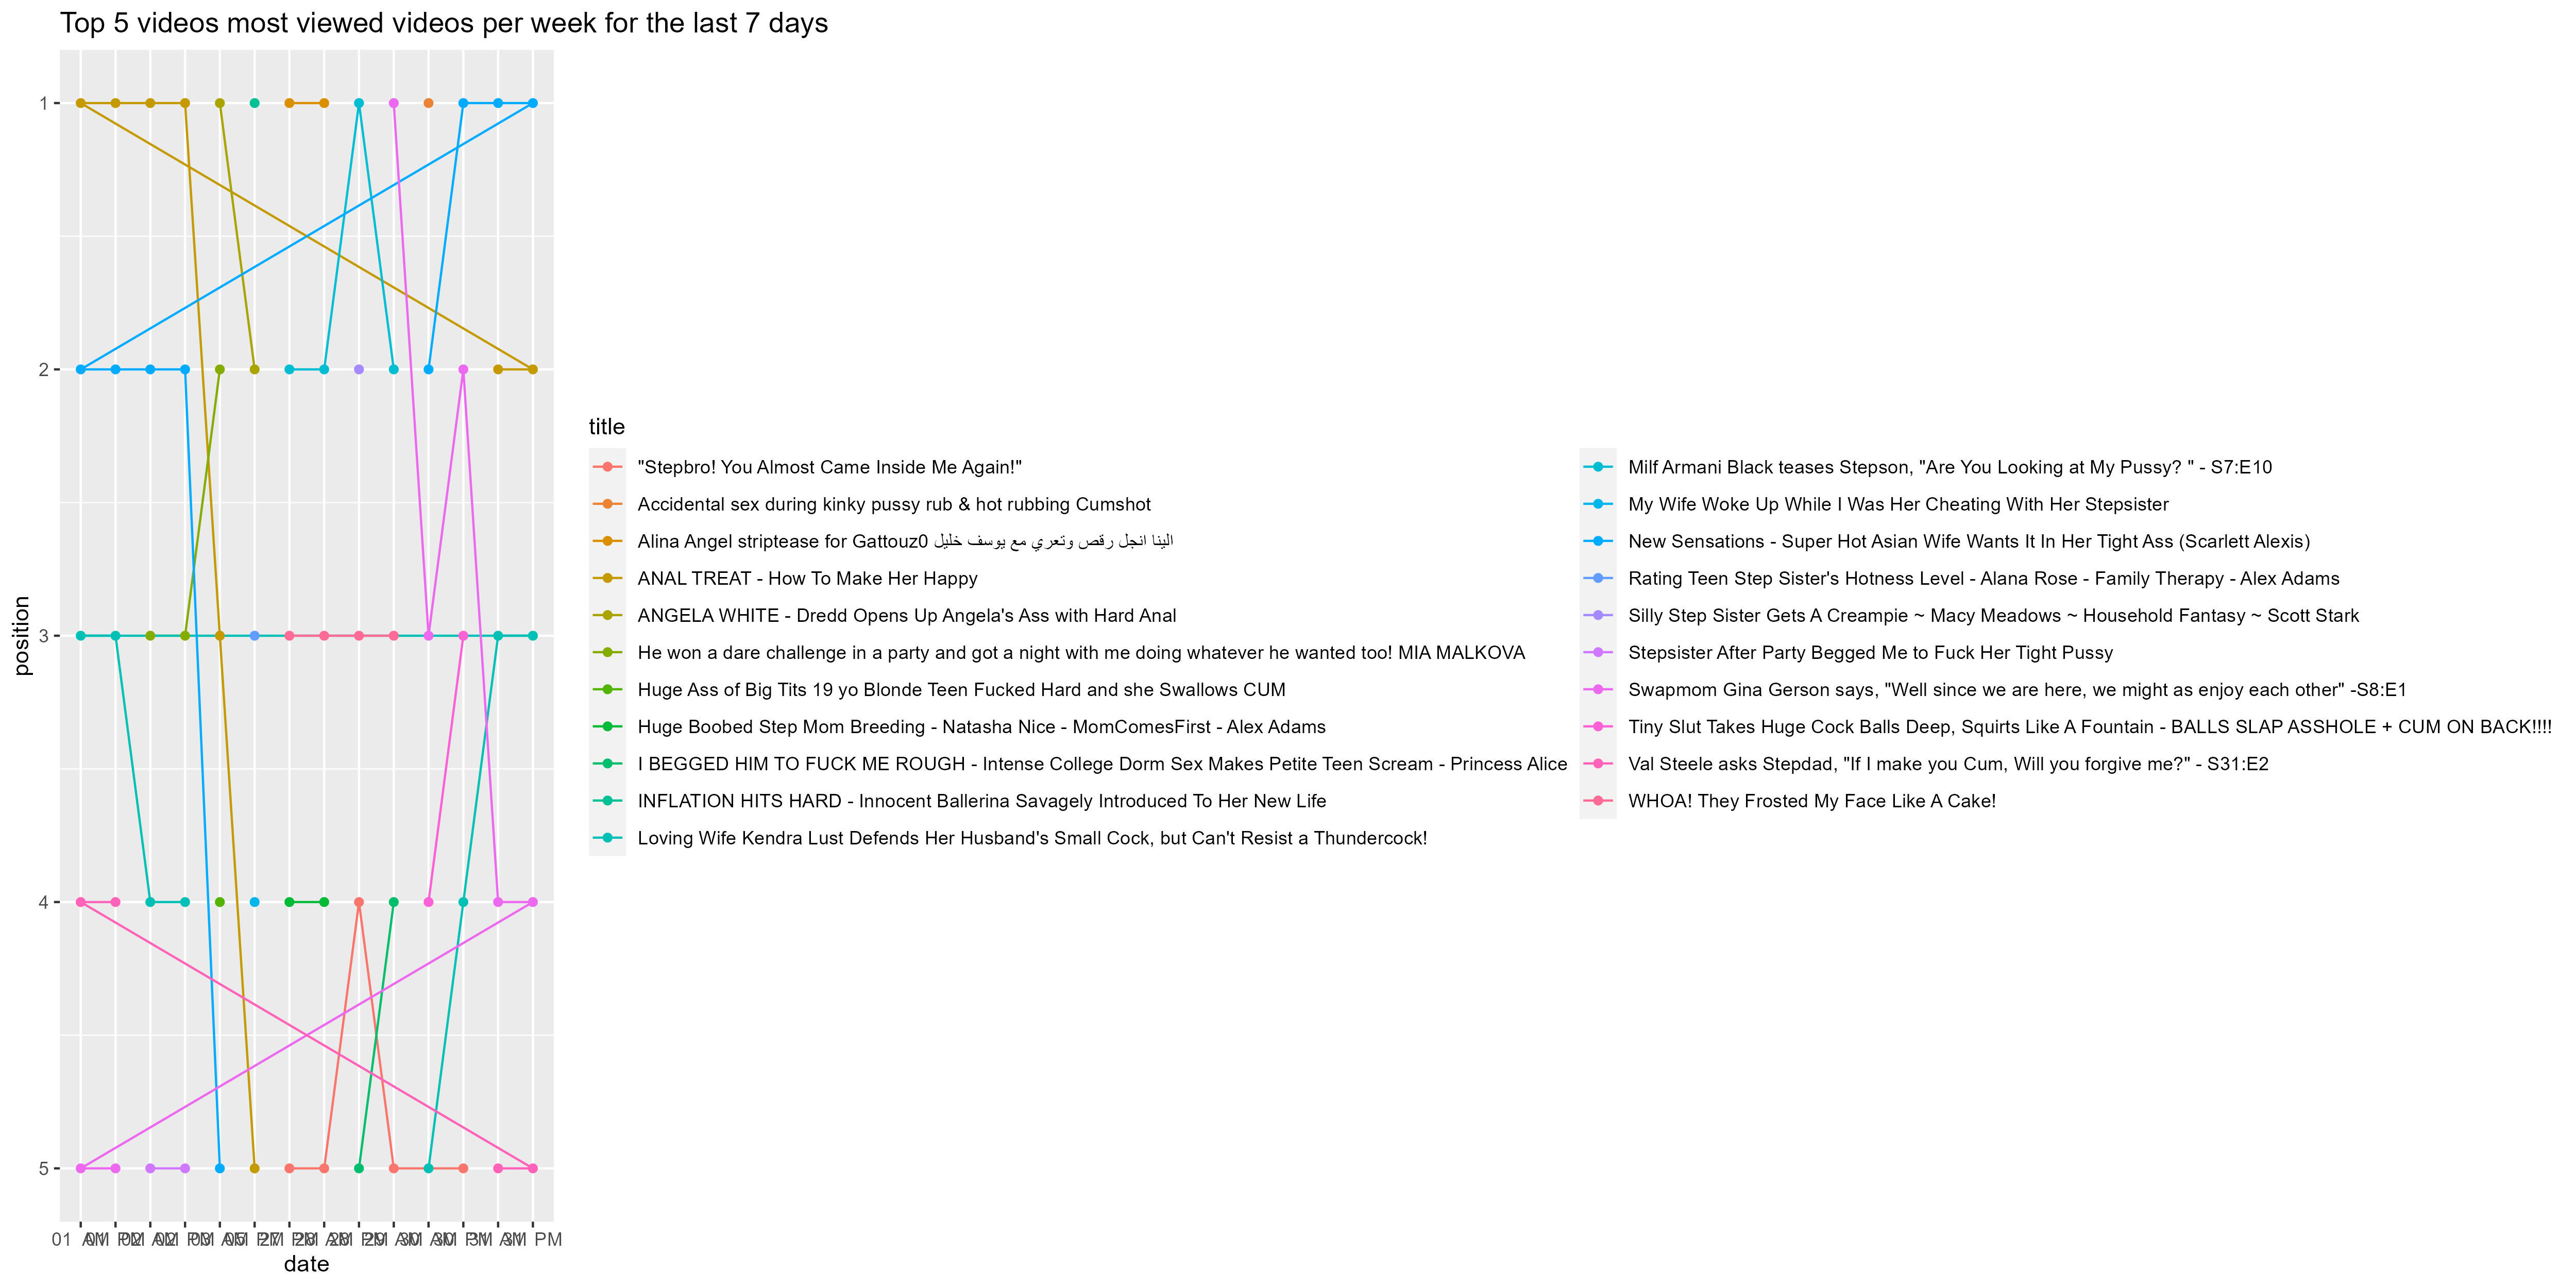 Top 5 videos most viewed videos per week for the last 7 days
1
2
3
4
5
position
date
title
"Stepbro! You Almost Came Inside Me Again!"
Accidental sex during kinky pussy rub & hot rubbing Cumshot
Alina Angel striptease for Gattouz0 الينا انجل رقص وتعري مع يوسف خليل
ANAL TREAT - How To Make Her Happy
ANGELA WHITE - Dredd Opens Up Angela's Ass with Hard Anal
He won a dare challenge in a party and got a night with me doing whatever he wanted too! MIA MALKOVA
Huge Ass of Big Tits 19 yo Blonde Teen Fucked Hard and she Swallows CUM
Huge Boobed Step Mom Breeding - Natasha Nice - MomComesFirst - Alex Adams
I BEGGED HIM TO FUCK ME ROUGH - Intense College Dorm Sex Makes Petite Teen Scream - Princess Alice
INFLATION HITS HARD - Innocent Ballerina Savagely Introduced To Her New Life
Loving Wife Kendra Lust Defends Her Husband's Small Cock, but Can't Resist a Thundercock!
Milf Armani Black teases Stepson, "Are You Looking at My Pussy? " - S7:E10
My Wife Woke Up While I Was Her Cheating With Her Stepsister
New Sensations - Super Hot Asian Wife Wants It In Her Tight Ass (Scarlett Alexis)
Rating Teen Step Sister's Hotness Level - Alana Rose - Family Therapy - Alex Adams
Silly Step Sister Gets A Creampie ~ Macy Meadows ~ Household Fantasy ~ Scott Stark
Stepsister After Party Begged Me to Fuck Her Tight Pussy
Swapmom Gina Gerson says, "Well since we are here, we might as enjoy each other" -S8:E1
Tiny Slut Takes Huge Cock Balls Deep, Squirts Like A Fountain - BALLS SLAP ASSHOLE + CUM ON BACK!!!!
Val Steele asks Stepdad, "If I make you Cum, Will you forgive me?" - S31:E2
WHOA! They Frosted My Face Like A Cake!